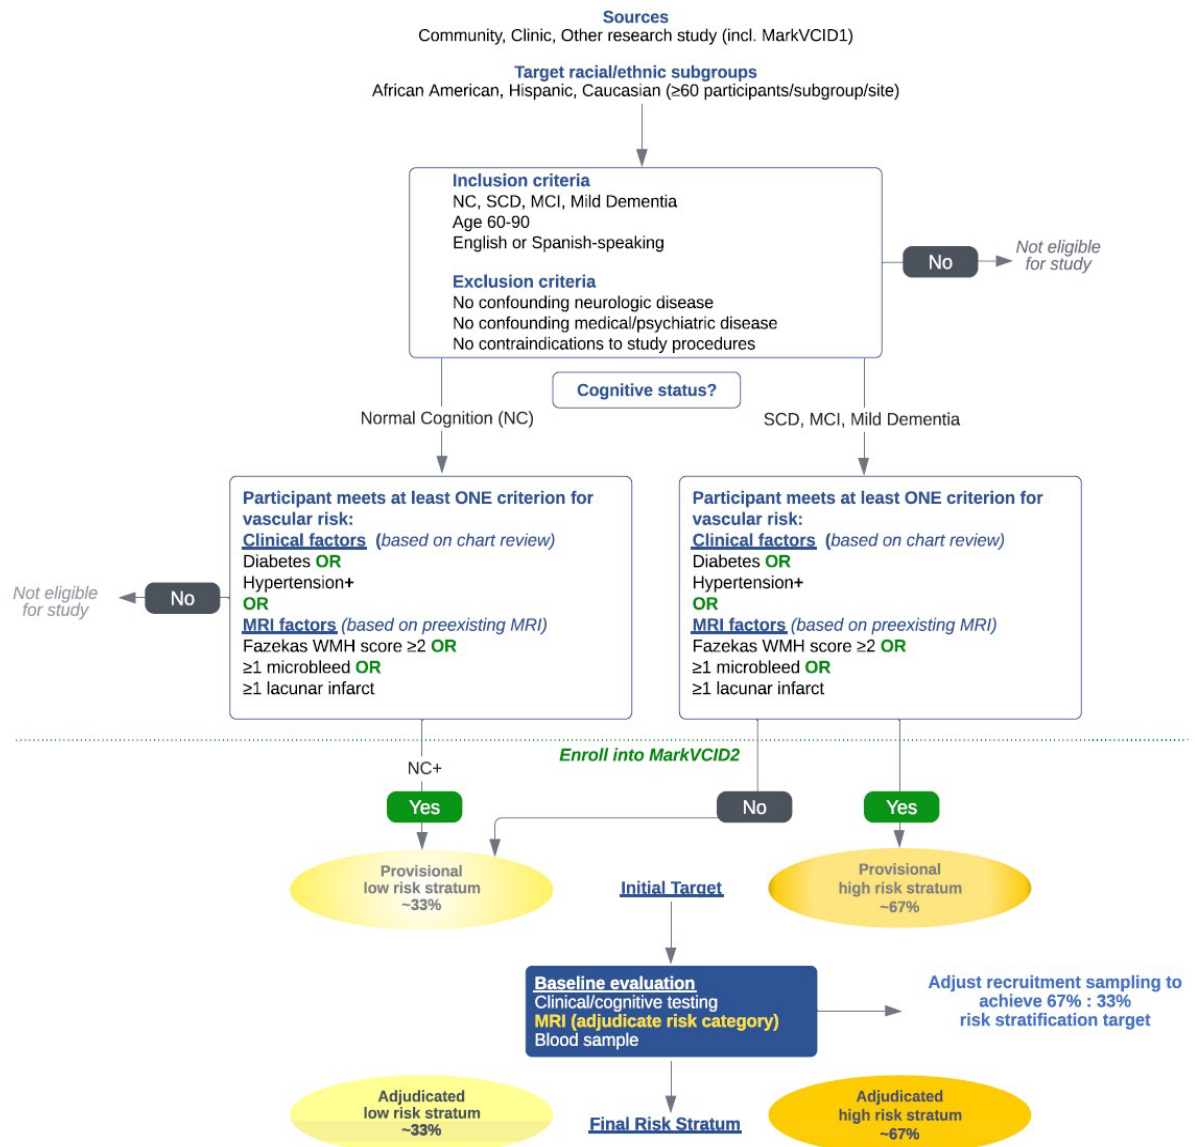 Sources
Community, Clinic, Other research study (incl. MarkVCID1)
Target racial/ethnic subgroups
African American, Hispanic, Caucasian (≥60 participants/subgroup/site)
Inclusion criteria
NC, SCD, MCI, Mild Dementia
Age 60-90
English or Spanish-speaking
Exclusion criteria
No confounding neurologic disease
No confounding medical/psychiatric disease
No contraindications to study procedures
No
Not eligible
for study
Cognitive status?
Normal Cognition (NC)
SCD, MCI, Mild Dementia
Participant meets at least ONE criterion for
vascular risk:
Clinical factors (based on chart review)
Diabetes OR
Hypertension+
OR
MRI factors (based on preexisting MRI)
Fazekas WMH score ≥2 OR
≥1 microbleed OR
≥1 lacunar infarct
No
Not eligible
for study
Participant meets at least ONE criterion for
vascular risk:
Clinical factors (based on chart review)
Diabetes OR
Hypertension+
OR
MRI factors (based on preexisting MRI)
Fazekas WMH score ≥2 OR
≥1 microbleed OR
≥1 lacunar infarct
Enroll into MarkVCID2
NC+
Yes
No
Yes
Provisional
low risk stratum
~33%
Initial Target
Provisional
high risk stratum
~67%
Baseline evaluation
Clinical/cognitive testing
MRI (adjudicate risk category)
Blood sample
Adjust recruitment sampling to
achieve 67% : 33%
risk stratification target
Adjudicated
low risk stratum
~33%
Final Risk Stratum
Adjudicated
high risk stratum
~67%